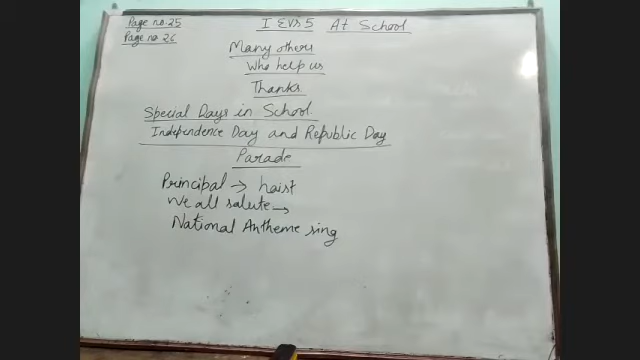 Page no. 25
Page no 26
I EVS 5 At School
Many others
Who help us
Thanks
Special Days in School.
Independence Day and Republic Day
Parade
Principal → hoist
We all salute →
National Antheme sing